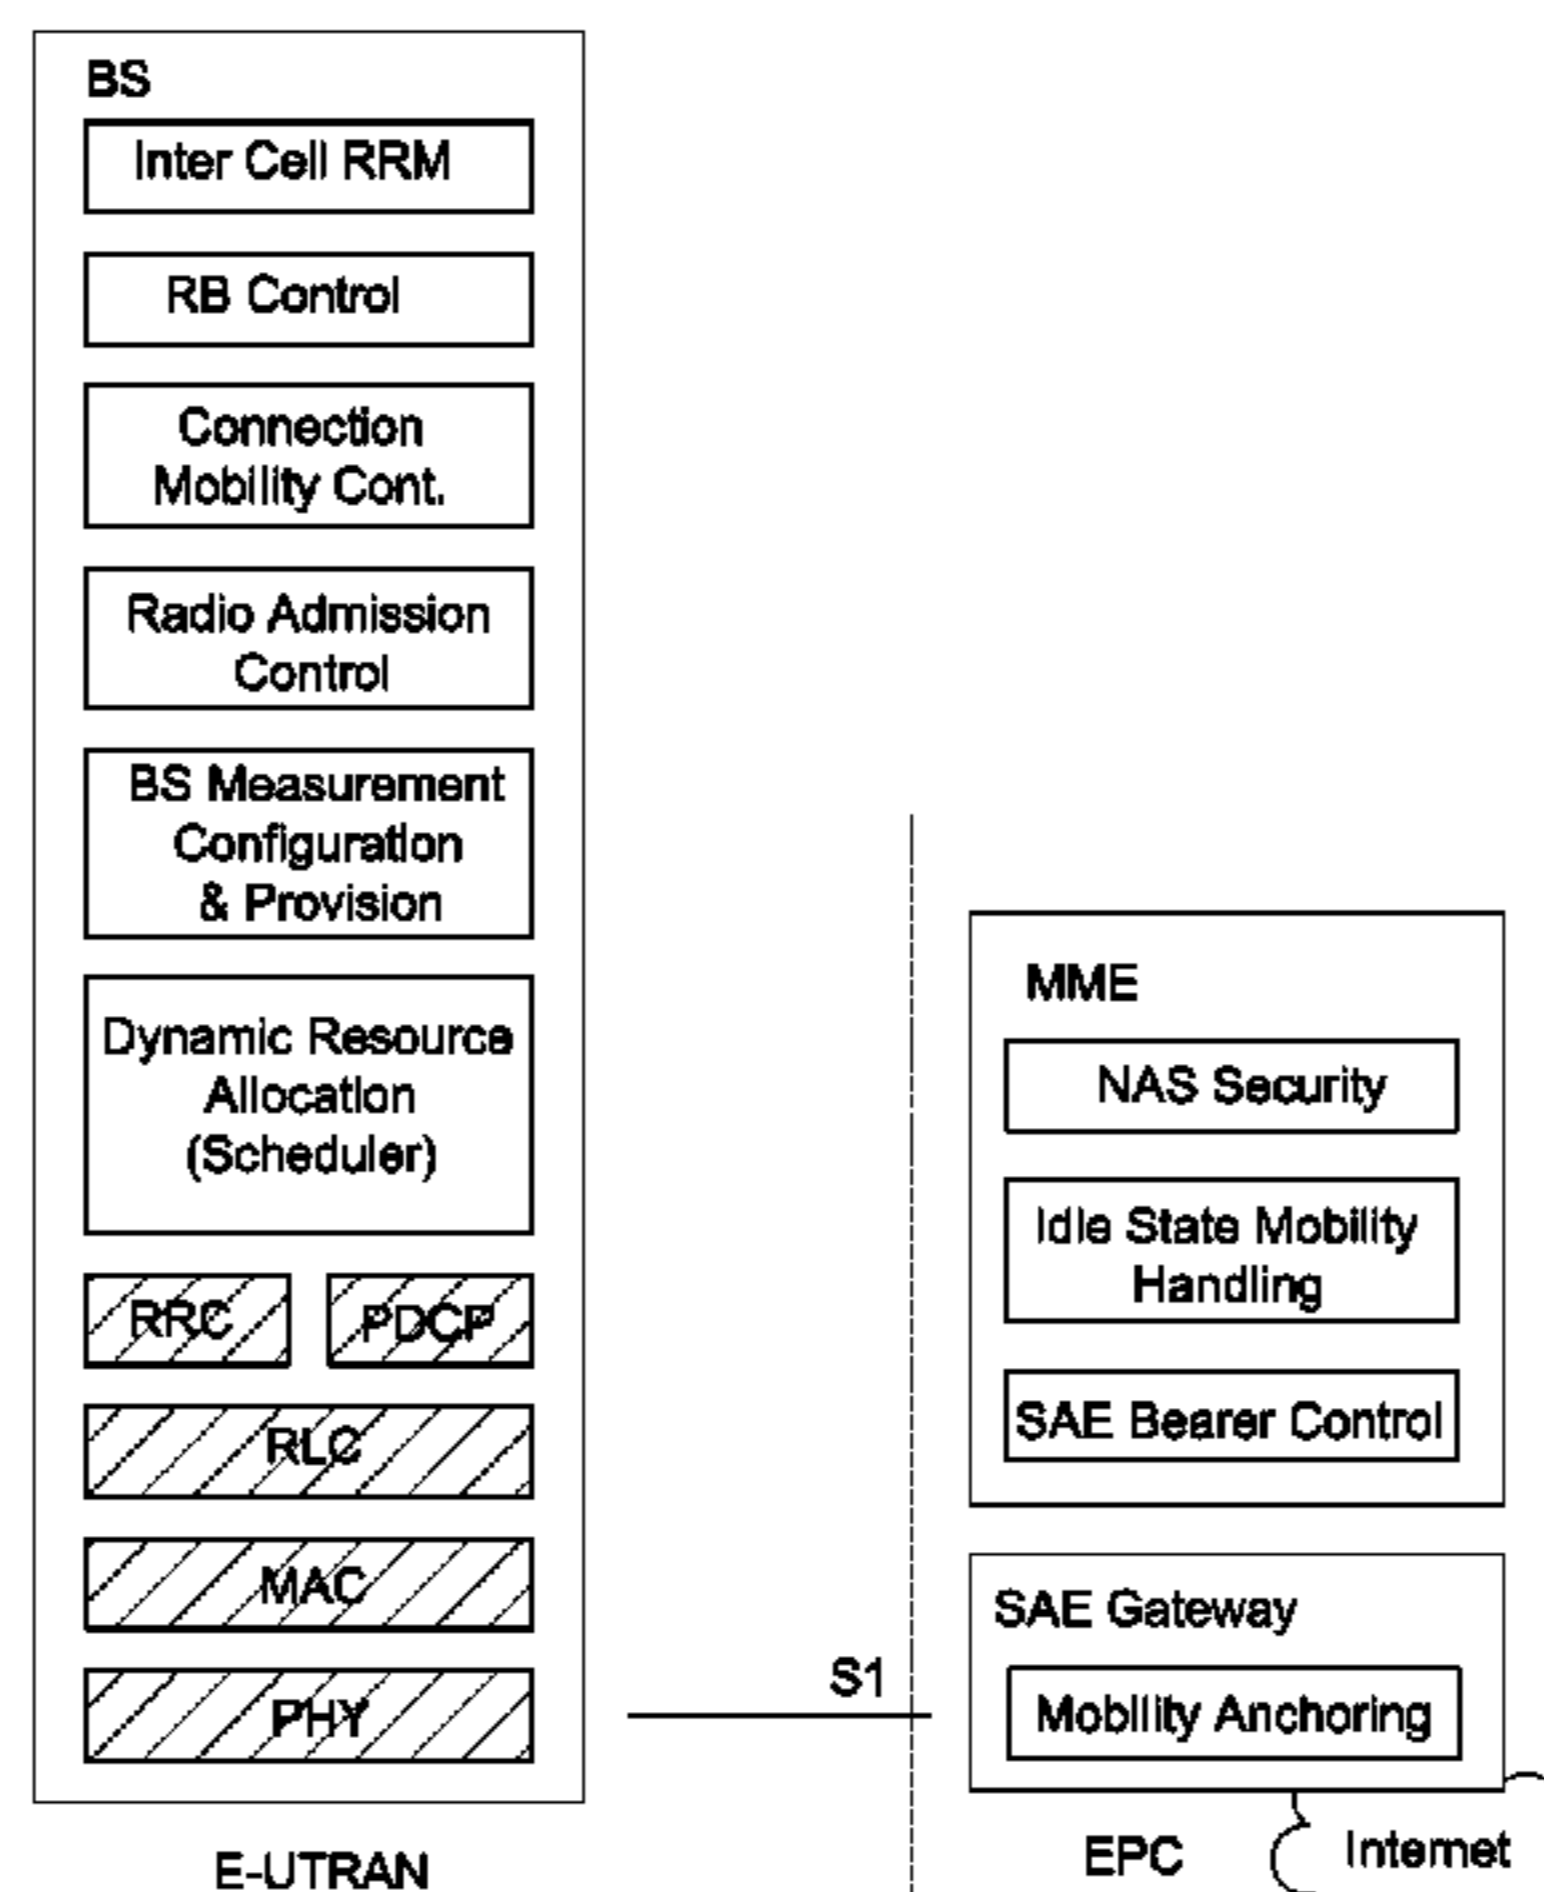 BS
Inter Cell RRM
RB Control
Connection
Mobility Cont.
Radio Admission
Control
BS Measurement
Configuration
& Provision
Dynamic Resource
Allocation
(Scheduler)
RRC
PDCP
RLC
MAC
PHY
E-UTRAN
S1
MME
NAS Security
Idle State Mobility
Handling
SAE Bearer Control
SAE Gateway
Mobility Anchoring
EPC
Internet